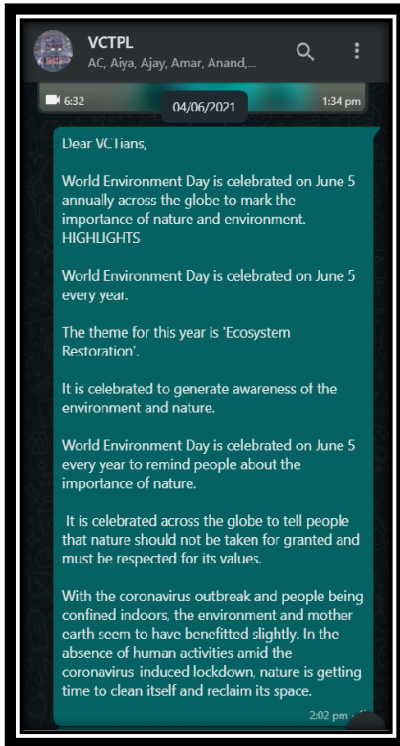 VCTPL
AC, Aiya, Ajay, Amar, Anand,...
6:32
1:34 pm
04/06/2021
Dear VCTians,
World Environment Day is celebrated on June 5
annually across the globe to mark the
importance of nature and environment.
HIGHLIGHTS
World Environment Day is celebrated on June 5
every year.
The theme for this year is 'Ecosystem
Restoration'.
It is celebrated to generate awareness of the
environment and nature.
World Environment Day is celebrated on June 5
every year to remind people about the
importance of nature.
It is celebrated across the globe to tell people
that nature should not be taken for granted and
must be respected for its values.
With the coronavirus outbreak and people being
confined indoors, the environment and mother
earth seem to have benefitted slightly. In the
absence of human activities amid the
coronavirus induced lockdown, nature is getting
time to clean itself and reclaim its space.
2:02 pm